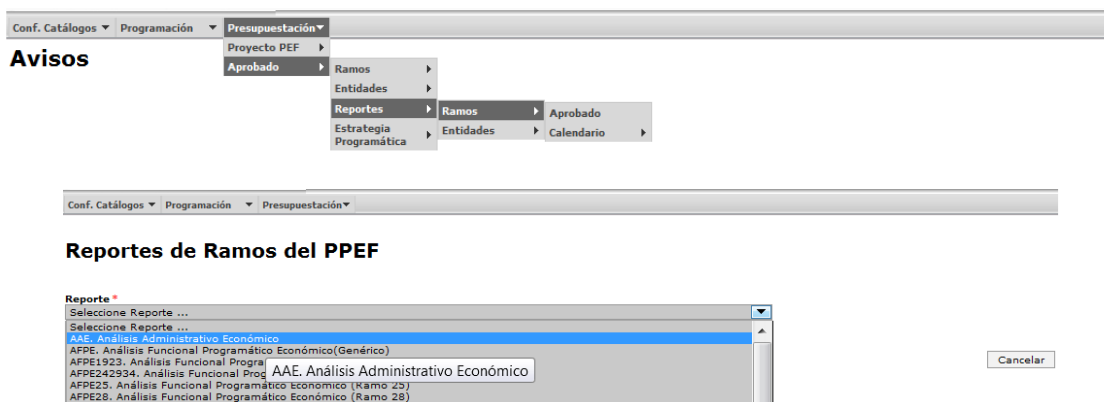 Conf. Catálogos Programación Presupuestación
Proyecto PEF
Avisos
Aprobado Ramos
Entidades
Reportes Ramos Aprobado
Estrategia Entidades Calendario
Programática
Conf. Catálogos Programación Presupuestación
Reportes de Ramos del PPEF
Reporte *
Seleccione Reporte ...
Seleccione Reporte ...
AAE. Análisis Administrativo Económico
AFPE. Análisis Funcional Programático Económico(Genérico)
AFPE1923. Análisis Funcional Progra
AFPE242934. Análisis Funcional Prog
AAE. Análisis Administrativo Económico
Cancelar
AFPE25. Análisis Funcional Programático Económico (Ramo 25)
AFPE28. Análisis Funcional Programático Económico (Ramo 28)